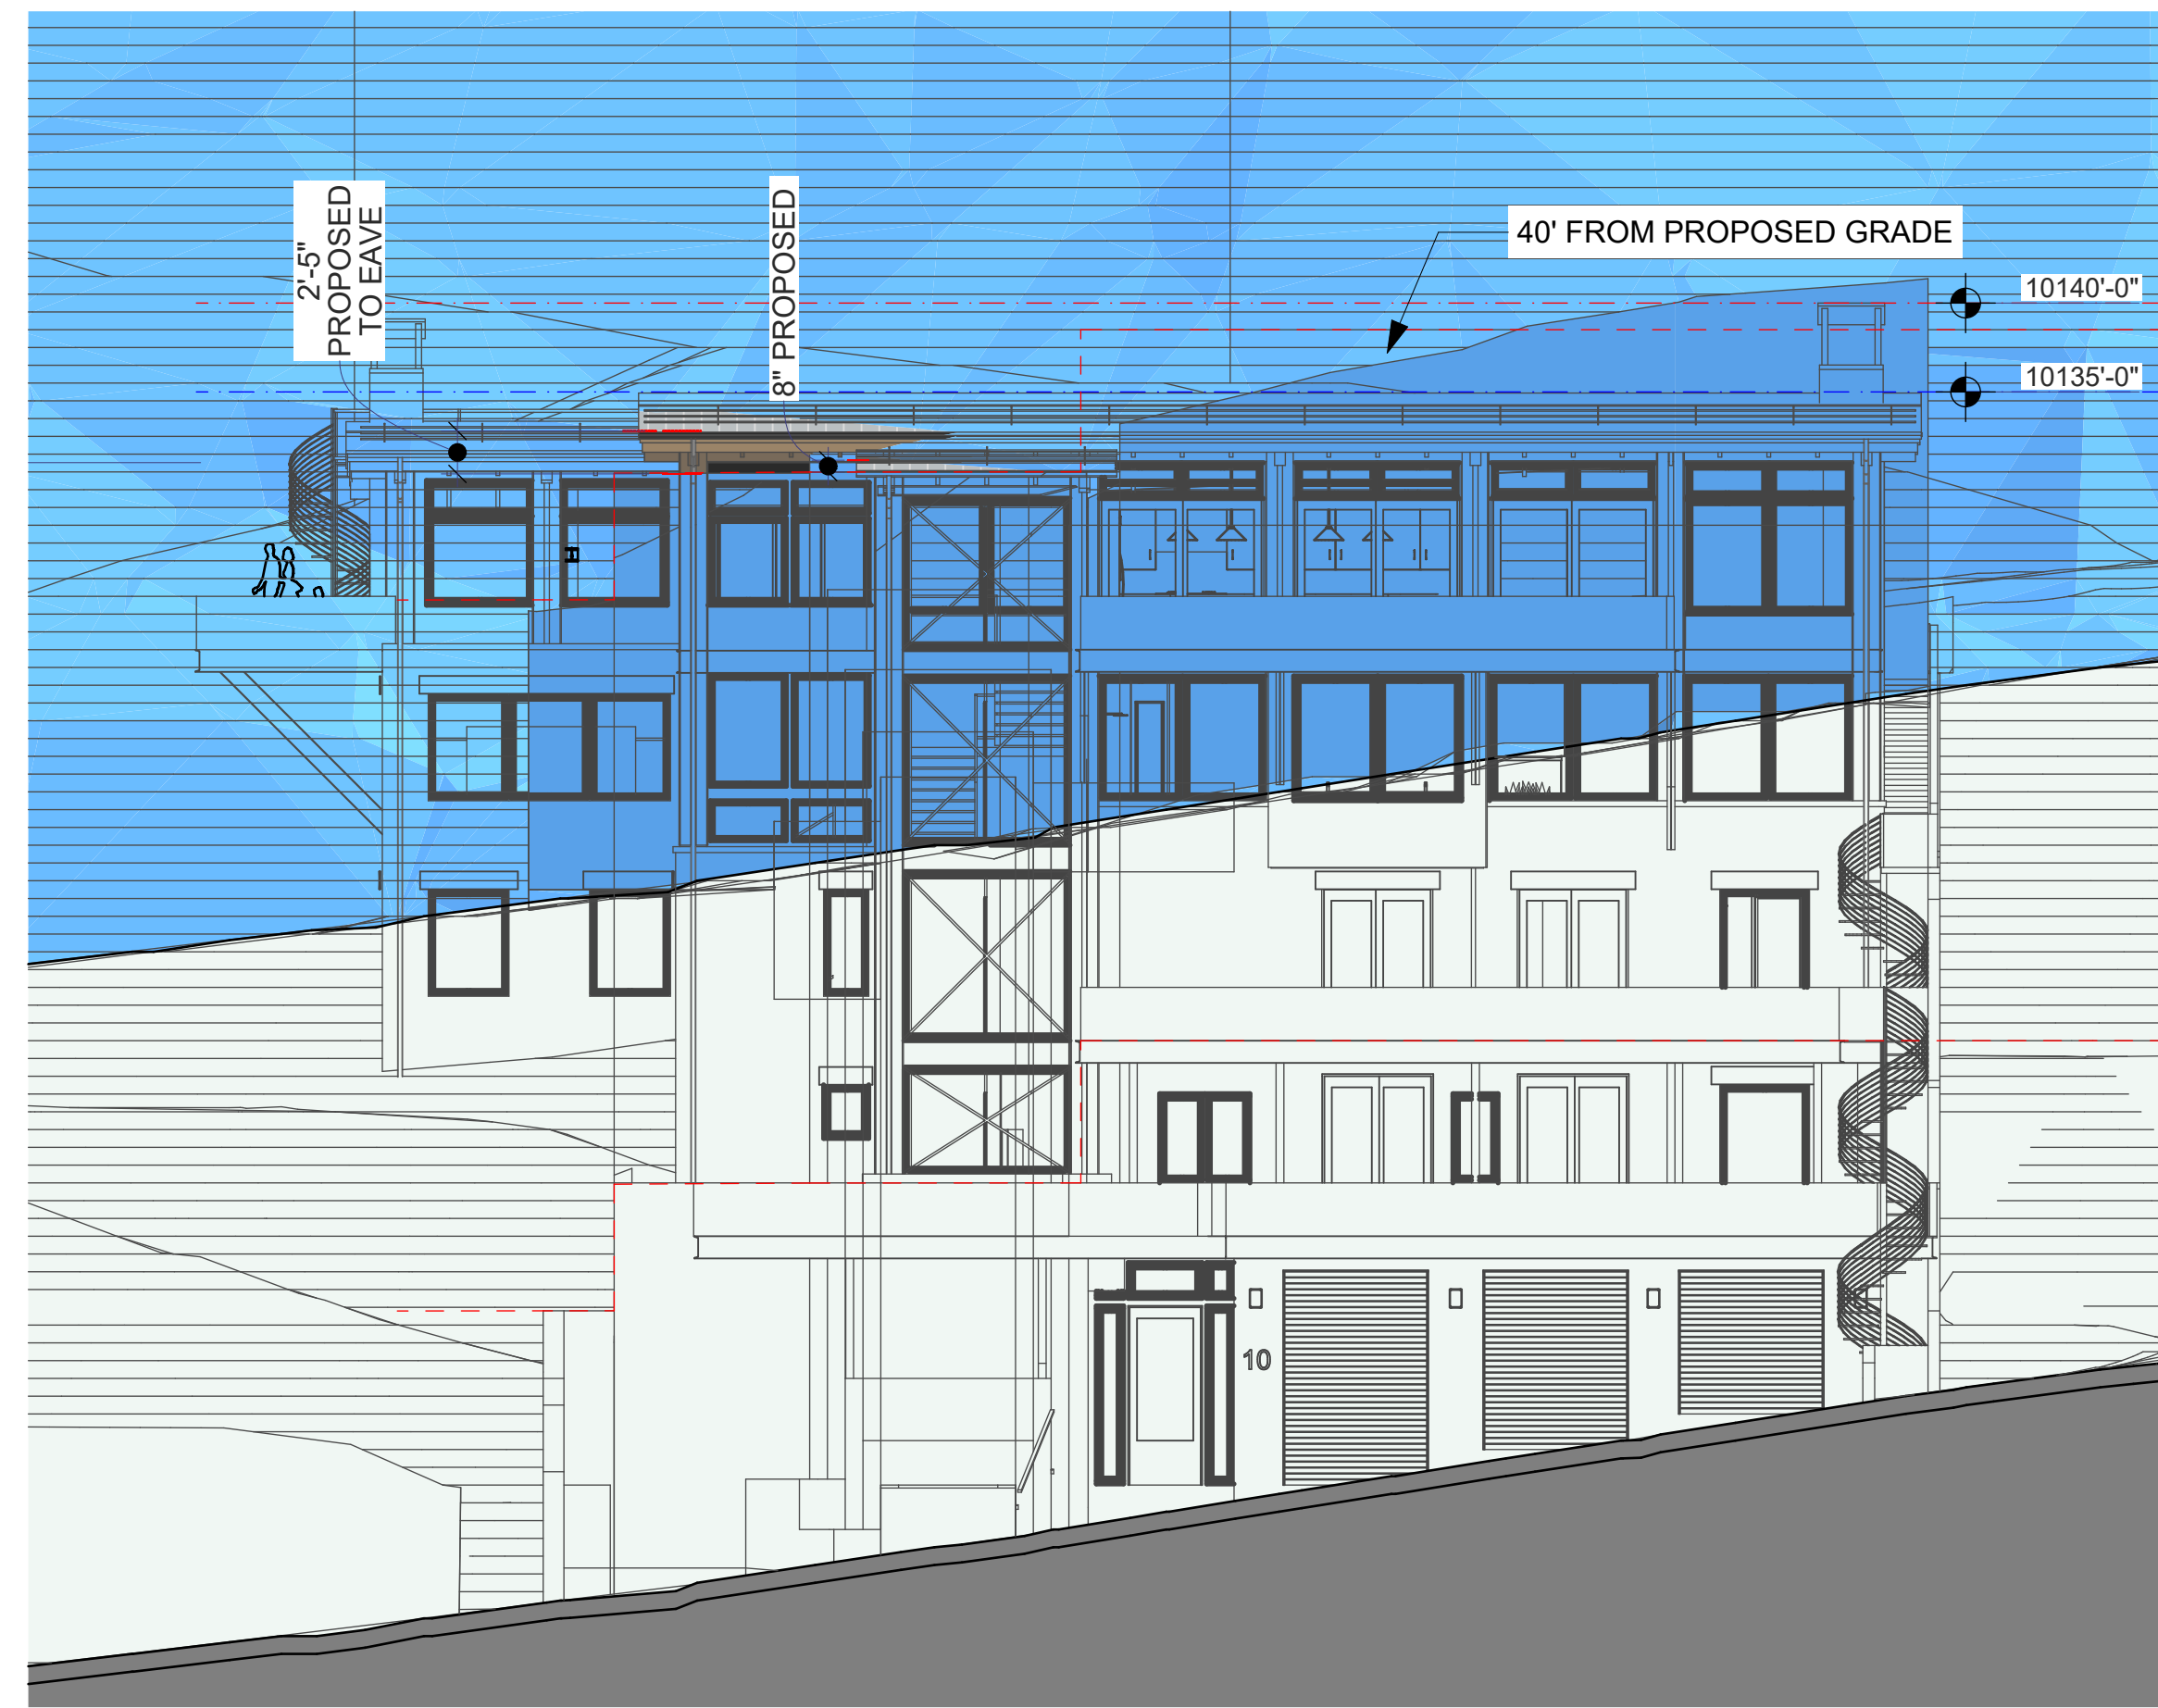 2'-5"
PROPOSED
TO EAVE
8" PROPOSED
40' FROM PROPOSED GRADE
10140'-0"
10135'-0"
10